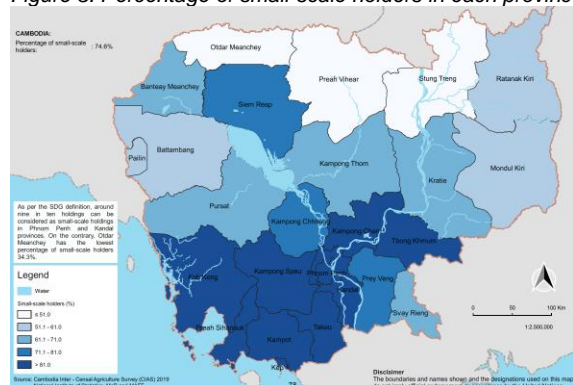 Figure 8: Percentage of small-scale holders in each province
CAMBODIA:
Percentage of small-scale
holders: : 74.6%
Otdar Meanchey
Preah Vihear
Stung Treng
Ratanak Kiri
Banteay Meanchey
Siem Reap
Battambang
Pailin
Kampong Thom
Kratie
Mondul Kiri
Pursat
Kampong Chhnang
Kampong Cham
Tboung Khmum
Koh Kong
Kampong Speu
Phnom Penh
Kandal
Prey Veng
Svay Rieng
Preah Sihanouk
Kampot
Takeo
Kep
As per the SDG definition, around
nine in ten holdings can be
considered as small-scale holdings
in Phnom Penh and Kandal
provinces. On the contrary, Otdar
Meanchey has the lowest
percentage of small-scale holders
34.3%.
Legend
Water
Small-scale holders (%)
≤ 51.0
51.1 - 61.0
61.1 - 71.0
71.1 - 81.0
> 81.0
0 50 100 Km
1:2,500,000
Source: Cambodia Inter - Censal Agriculture Survey (CIAS) 2019
Disclaimer
The boundaries and names shown and the designations used on this map